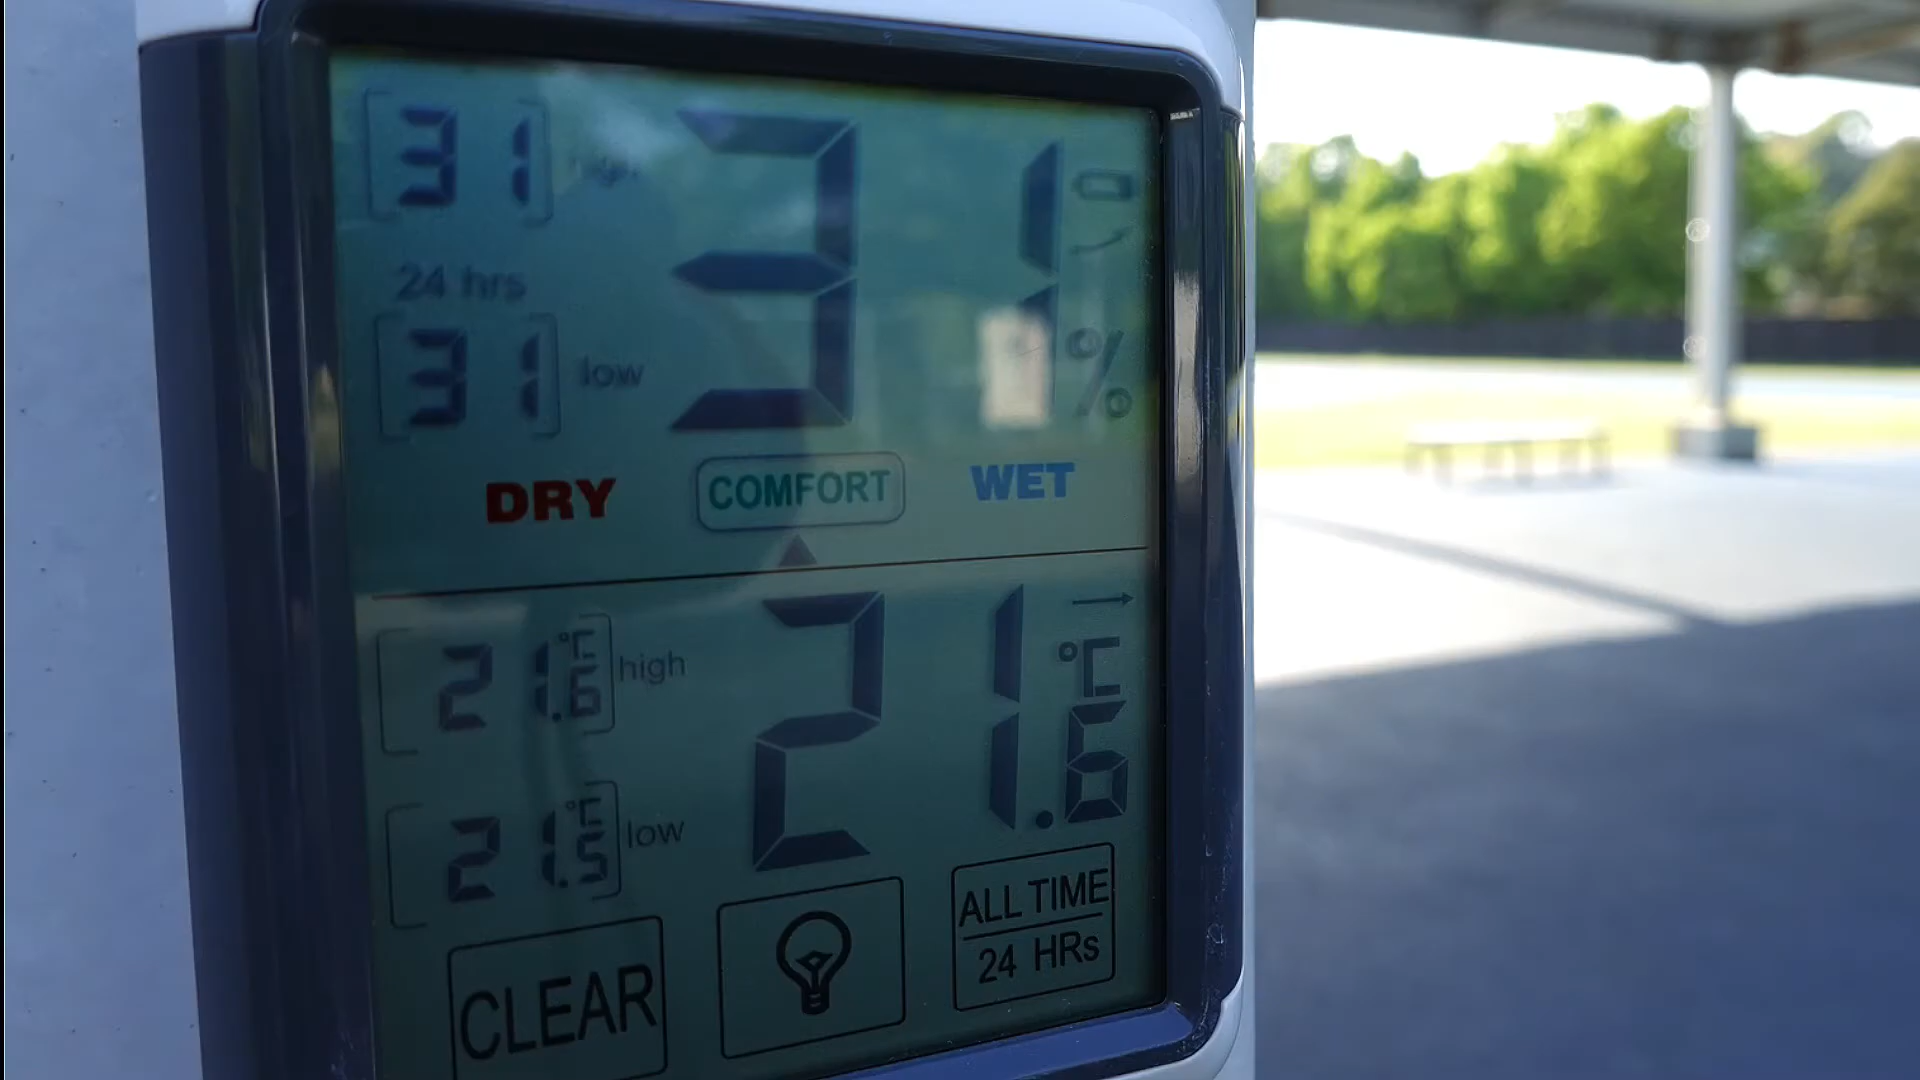 31 high
31 %
24 hrs
31 low
DRY COMFORT WET
21.6 °C high
21.6 °C
21.5 °C low
CLEAR
ALL TIME
24 HRs